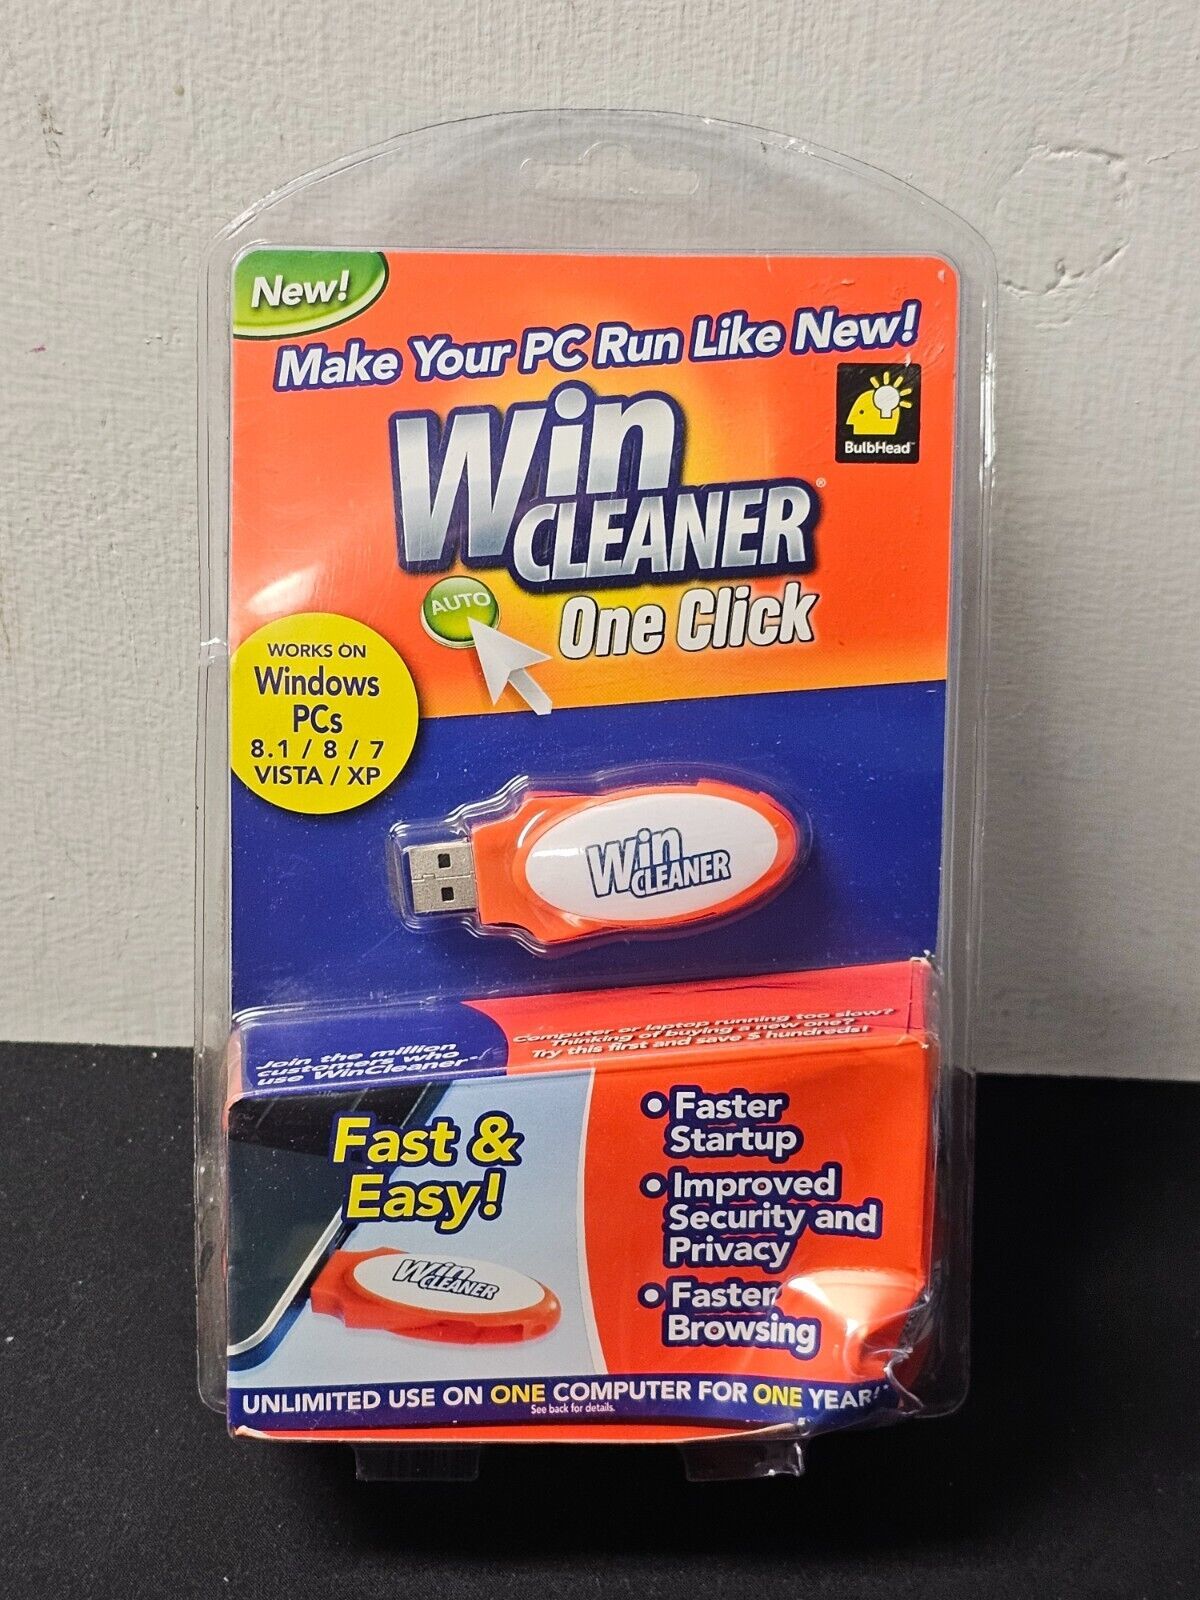 New!
Make Your PC Run Like New!
BulbHead™
Win
CLEANER®
AUTO
One Click
WORKS ON
Windows
PCs
8.1 / 8 / 7
VISTA / XP
Win
CLEANER
Join the million
customers who
use WinCleaner™
Computer or laptop running too slow?
Thinking of buying a new one?
Try this first and save $ hundreds!
Fast &
Easy!
Win
CLEANER
• Faster
Startup
• Improved
Security and
Privacy
• Faster
Browsing
UNLIMITED USE ON ONE COMPUTER FOR ONE YEAR!*
See back for details.